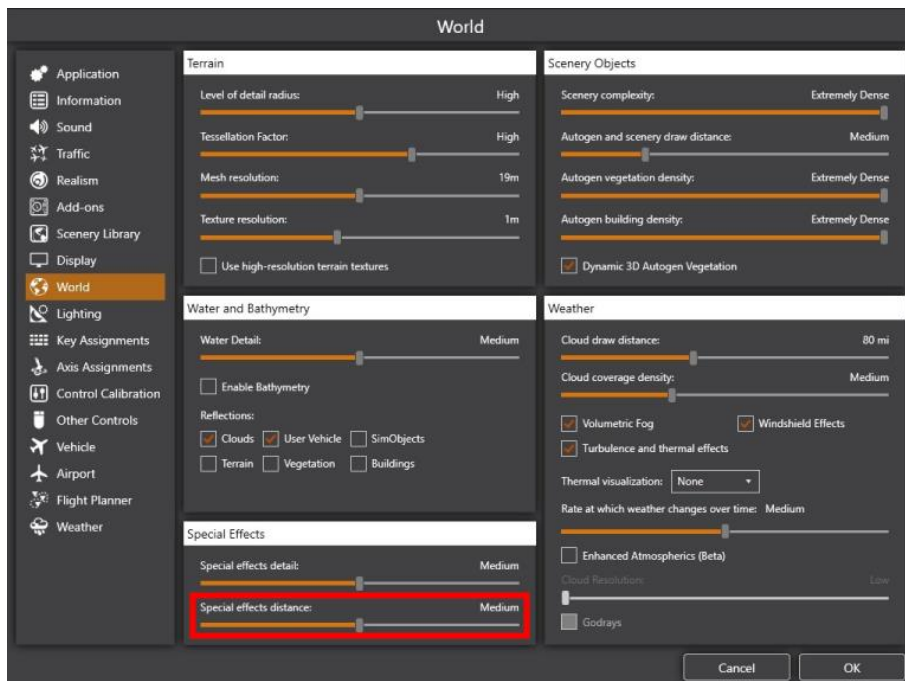 World
Application
Information
Sound
Traffic
Realism
Add-ons
Scenery Library
Display
World
Lighting
Key Assignments
Axis Assignments
Control Calibration
Other Controls
Vehicle
Airport
Flight Planner
Weather
Terrain
Level of detail radius: High
Tessellation Factor: High
Mesh resolution: 19m
Texture resolution: 1m
Use high-resolution terrain textures
Water and Bathymetry
Water Detail: Medium
Enable Bathymetry
Reflections:
Clouds User Vehicle SimObjects
Terrain Vegetation Buildings
Special Effects
Special effects detail: Medium
Special effects distance: Medium
Scenery Objects
Scenery complexity: Extremely Dense
Autogen and scenery draw distance: Medium
Autogen vegetation density: Extremely Dense
Autogen building density: Extremely Dense
Dynamic 3D Autogen Vegetation
Weather
Cloud draw distance: 80 mi
Cloud coverage density: Medium
Volumetric Fog Windshield Effects
Turbulence and thermal effects
Thermal visualization: None
Rate at which weather changes over time: Medium
Enhanced Atmospherics (Beta)
Cloud Resolution: Low
Godrays
Cancel OK